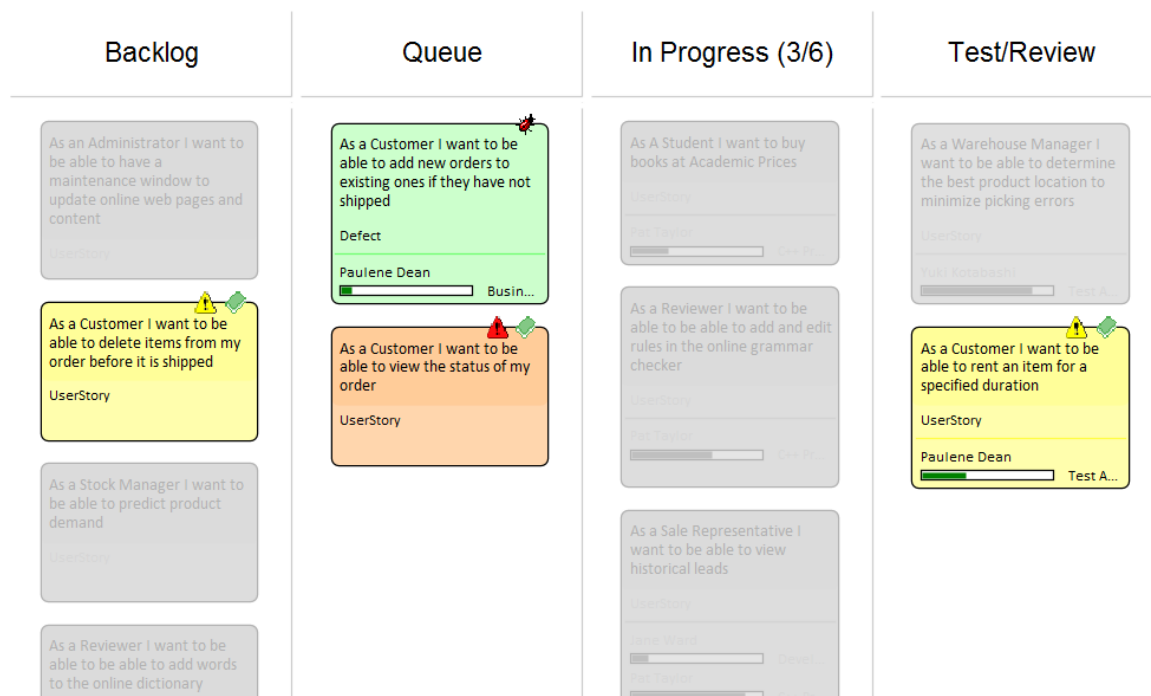 Backlog
As an Administrator I want to
be able to have a
maintenance window to
update online web pages and
content
UserStory
As a Customer I want to be
able to delete items from my
order before it is shipped
UserStory
As a Stock Manager I want to
be able to predict product
demand
UserStory
As a Reviewer I want to be
able to be able to add words
to the online dictionary
Queue
As a Customer I want to be
able to add new orders to
existing ones if they have not
shipped
Defect
Paulene Dean
Busin...
As a Customer I want to be
able to view the status of my
order
UserStory
In Progress (3/6)
As A Student I want to buy
books at Academic Prices
UserStory
Pat Taylor
C++ Pr...
As a Reviewer I want to be
able to be able to add and edit
rules in the online grammar
checker
UserStory
Pat Taylor
C++ Pr...
As a Sale Representative I
want to be able to view
historical leads
UserStory
Jane Ward
Devel...
Pat Taylor
Test/Review
As a Warehouse Manager I
want to be able to determine
the best product location to
minimize picking errors
UserStory
Yuki Kotabashi
Test A...
As a Customer I want to be
able to rent an item for a
specified duration
UserStory
Paulene Dean
Test A...